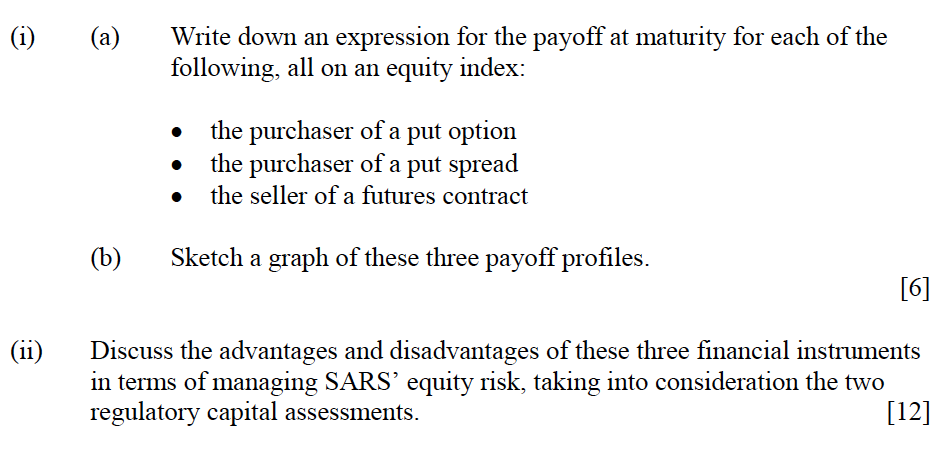 (i) (a) Write down an expression for the payoff at maturity for each of the
following, all on an equity index:
• the purchaser of a put option
• the purchaser of a put spread
• the seller of a futures contract
(b) Sketch a graph of these three payoff profiles.
[6]
(ii) Discuss the advantages and disadvantages of these three financial instruments
in terms of managing SARS’ equity risk, taking into consideration the two
regulatory capital assessments. [12]